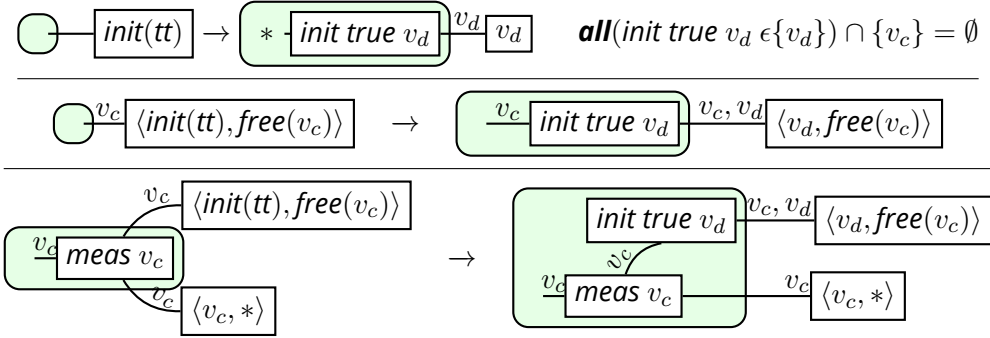 init(tt) → * init true v_d v_d v_d all(init true v_d ϵ{v_d}) ∩ {v_c} = ∅
v_c ⟨init(tt), free(v_c)⟩ → v_c init true v_d v_c, v_d ⟨v_d, free(v_c)⟩
v_c ⟨init(tt), free(v_c)⟩ init true v_d v_c, v_d ⟨v_d, free(v_c)⟩
v_c meas v_c → v_c
v_c ⟨v_c, *⟩ v_c meas v_c v_c ⟨v_c, *⟩